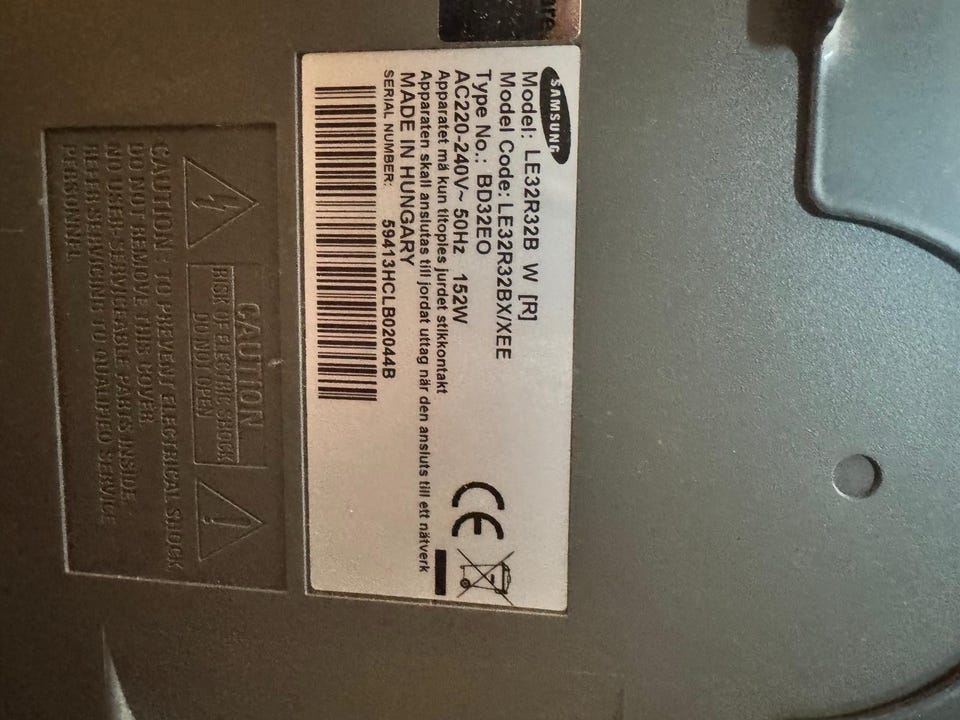 SAMSUNG
Model: LE32R32B W [R]
Model Code: LE32R32BX/XEE
Type No.: BD32EO
AC220-240V~ 50Hz 152W
Apparatet må kun titoples jurdet stikkontakt
Apparaten skall anslutas till jordat uttag när den ansluts till ett nätverk
MADE IN HUNGARY
SERIAL NUMBER: 59413HCLB02044B
CE
CAUTION
RISK OF ELECTRIC SHOCK
DO NOT OPEN
CAUTION: TO PREVENT ELECTRICAL SHOCK
DO NOT REMOVE THIS COVER.
NO USER SERVICEABLE PARTS INSIDE.
REFER SERVICING TO QUALIFIED SERVICE
PERSONNEL